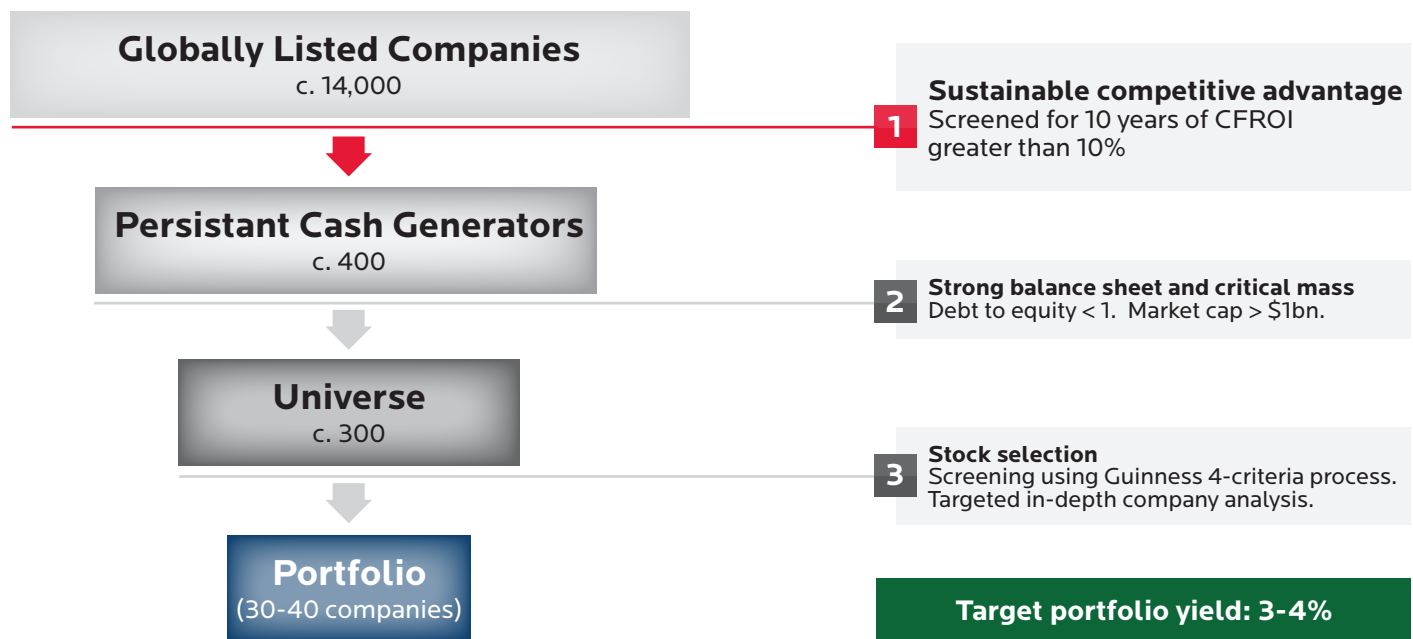 Globally Listed Companies
c. 14,000
1
Sustainable competitive advantage
Screened for 10 years of CFROI
greater than 10%
Persistant Cash Generators
c. 400
2
Strong balance sheet and critical mass
Debt to equity < 1. Market cap > $1bn.
Universe
c. 300
3
Stock selection
Screening using Guinness 4-criteria process.
Targeted in-depth company analysis.
Portfolio
(30-40 companies)
Target portfolio yield: 3-4%